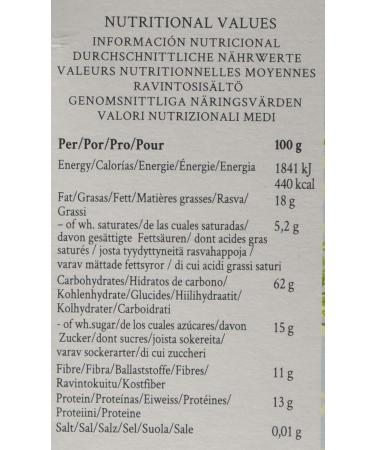 NUTRITIONAL VALUES
INFORMACIÓN NUTRICIONAL
DURCHSCHNITTLICHE NÄHRWERTE
VALEURS NUTRITIONNELLES MOYENNES
RAVINTOSISÄLTÖ
GENOMSNITTLIGA NÄRINGSVÄRDEN
VALORI NUTRIZIONALI MEDI
Per/Por/Pro/Pour 100 g
Energy/Calorías/Energie/Énergie/Energia 1841 kJ
440 kcal
Fat/Grasas/Fett/Matières grasses/Rasva/ 18 g
Grassi
– of wh. saturates/de las cuales saturadas/ 5,2 g
davon gesättigte Fettsäuren/ dont acides gras
saturés / josta tyydyttyneitä rasvahappoja /
varav mättade fettsyror / di cui acidi grassi saturi
Carbohydrates/Hidratos de carbono/ 62 g
Kohlenhydrate/Glucides/Hiilihydraatit/
Kolhydrater/Carboidrati
- of wh.sugar/de los cuales azúcares/davon 15 g
Zucker/dont sucres/joista sokereita/
varav sockerarter/di cui zuccheri
Fibre/Fibra/Ballaststoffe/Fibres/ 11 g
Ravintokuitu/Kostfiber
Protein/Proteínas/Eiweiss/Protéines/ 13 g
Proteiini/Proteine
Salt/Sal/Salz/Sel/Suola/Sale 0,01 g